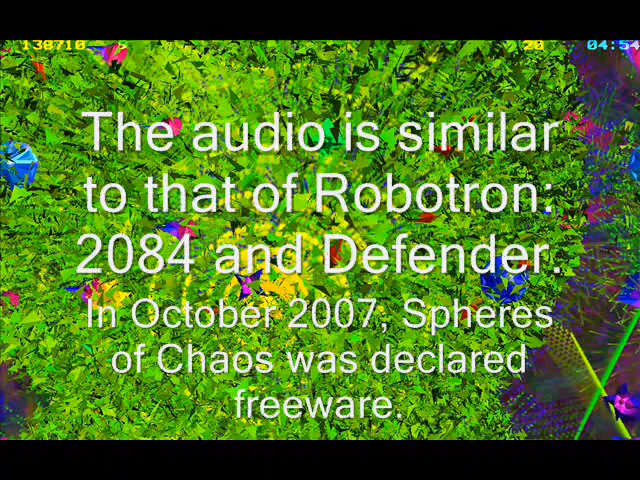 138710 5 20 04:54
The audio is similar
to that of Robotron:
2084 and Defender.
In October 2007, Spheres
of Chaos was declared
freeware.